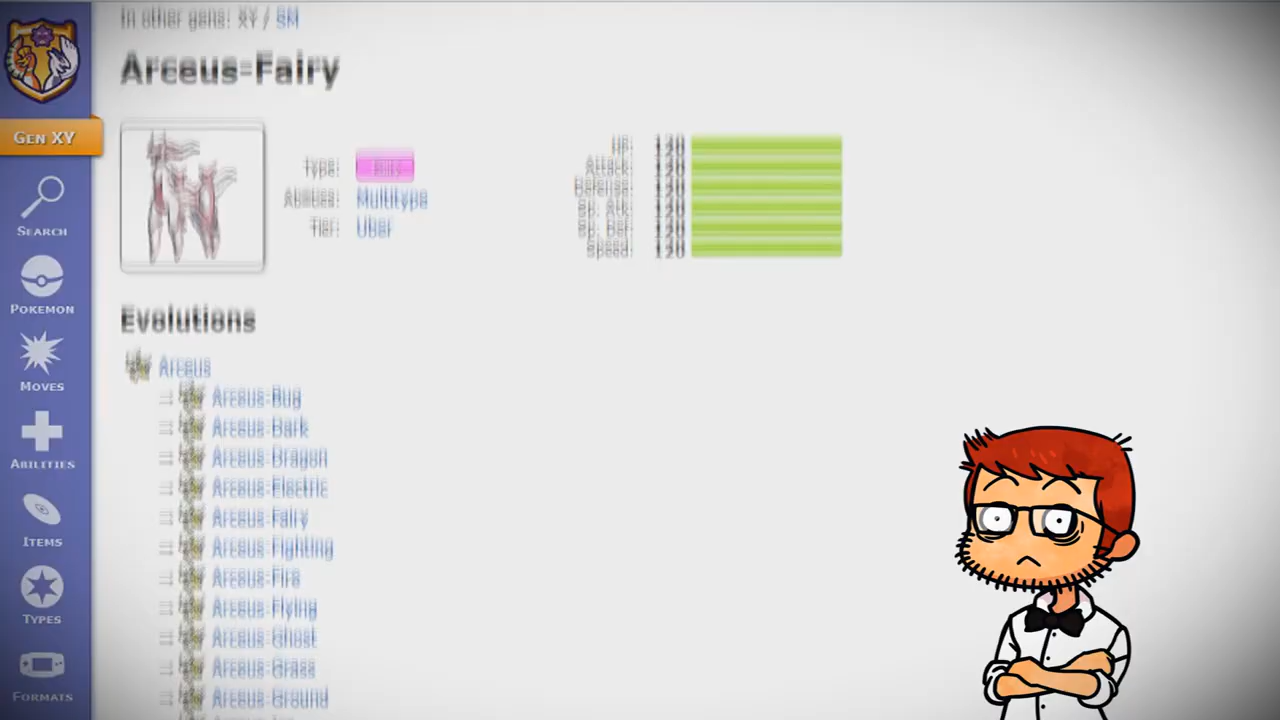 In other gens: XY / SM
Arceus-Fairy
GEN XY
SEARCH
POKEMON
MOVES
ABILITIES
ITEMS
TYPES
FORMATS
Type: Fairy
Abilities: Multitype
Tier: Uber
HP: 120
Attack: 120
Defense: 120
Sp. Atk: 120
Sp. Def: 120
Speed: 120
Evolutions
Arceus
Arceus-Bug
Arceus-Dark
Arceus-Dragon
Arceus-Electric
Arceus-Fairy
Arceus-Fighting
Arceus-Fire
Arceus-Flying
Arceus-Ghost
Arceus-Grass
Arceus-Ground